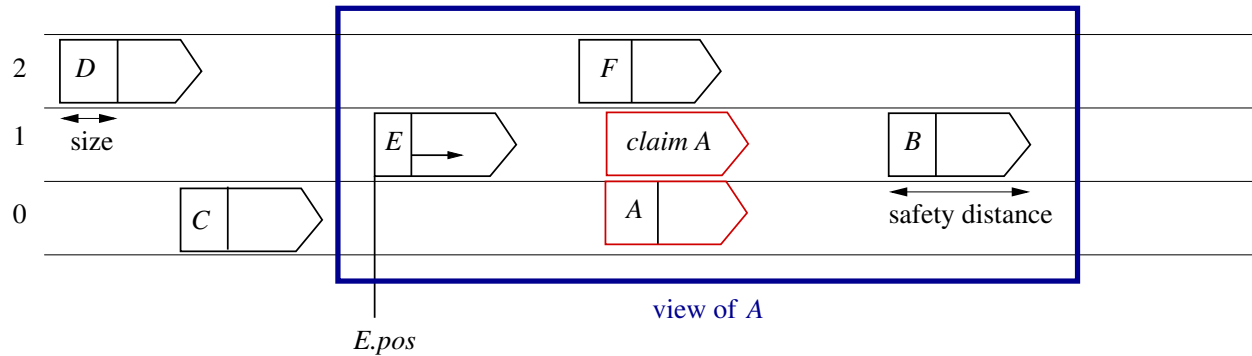 2 D F
1 size E claim A B
0 C A safety distance
view of A
E.pos